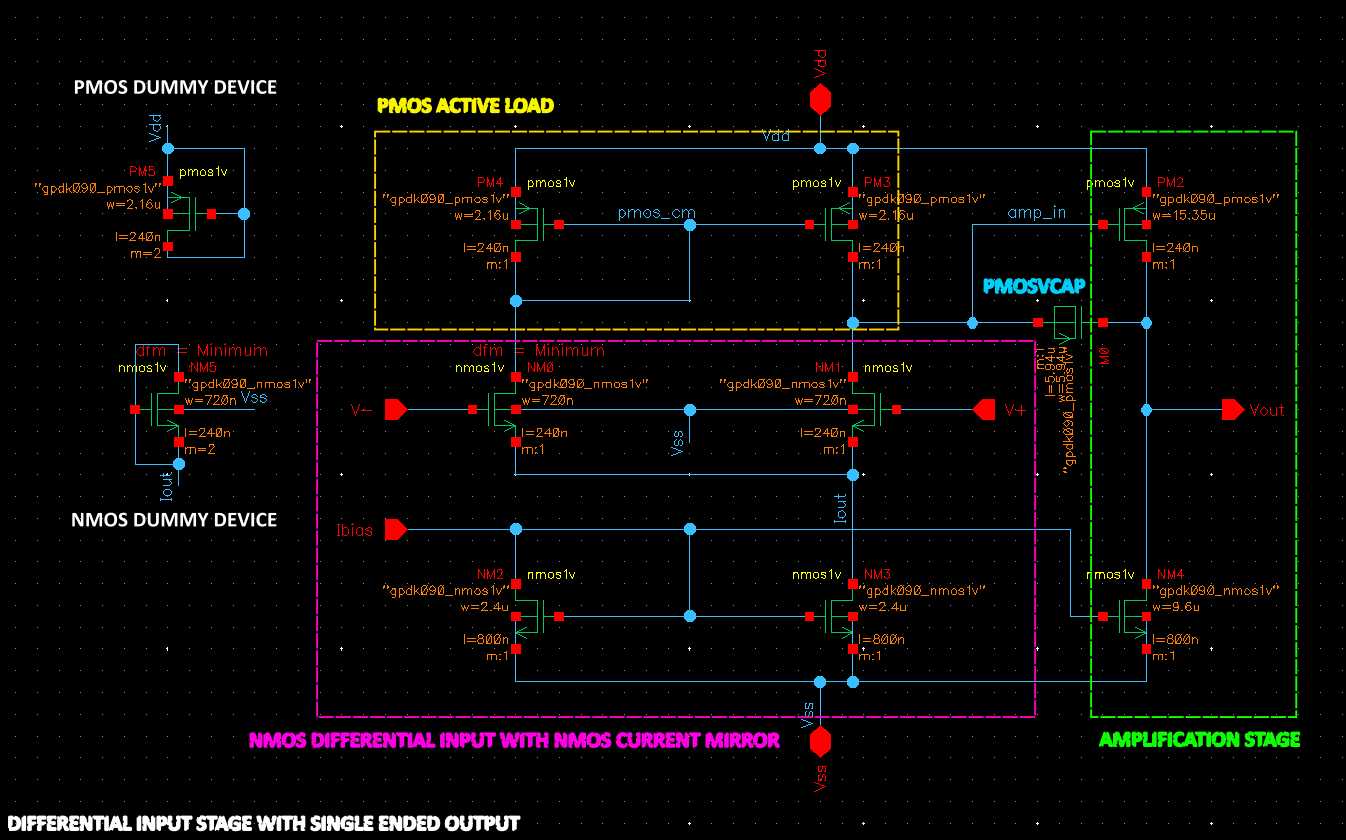 PMOS DUMMY DEVICE
Vdd
PM5
pmos1v
"gpdk090_pmos1v"
w=2.16u
l=240n
m=2
dfm = Minimum
nmos1v
NM5
"gpdk090_nmos1v"
w=720n
Vss
l=240n
m=2
Iout
NMOS DUMMY DEVICE
PMOS ACTIVE LOAD
Vdd
Vdd
PM4
pmos1v
"gpdk090_pmos1v"
w=2.16u
l=240n
m:1
pmos_cm
pmos1v
PM3
"gpdk090_pmos1v"
w=2.16u
l=240n
m:1
amp_in
pmos1v
PM2
"gpdk090_pmos1v"
w=15.35u
l=240n
m:1
PMOSVCAP
m:1
l=5.94u
w=5.94u
"gpdk090_pmos1v"
M0
dfm = Minimum
nmos1v
NM0
"gpdk090_nmos1v"
V-
w=720n
l=240n
m:1
Vss
nmos1v
NM1
"gpdk090_nmos1v"
w=720n
V+
l=240n
m:1
Vout
Iout
Ibias
NM2
nmos1v
"gpdk090_nmos1v"
w=2.4u
l=800n
m:1
nmos1v
NM3
"gpdk090_nmos1v"
w=2.4u
l=800n
m:1
nmos1v
NM4
"gpdk090_nmos1v"
w=9.6u
l=800n
m:1
Vss
Vss
NMOS DIFFERENTIAL INPUT WITH NMOS CURRENT MIRROR
AMPLIFICATION STAGE
DIFFERENTIAL INPUT STAGE WITH SINGLE ENDED OUTPUT